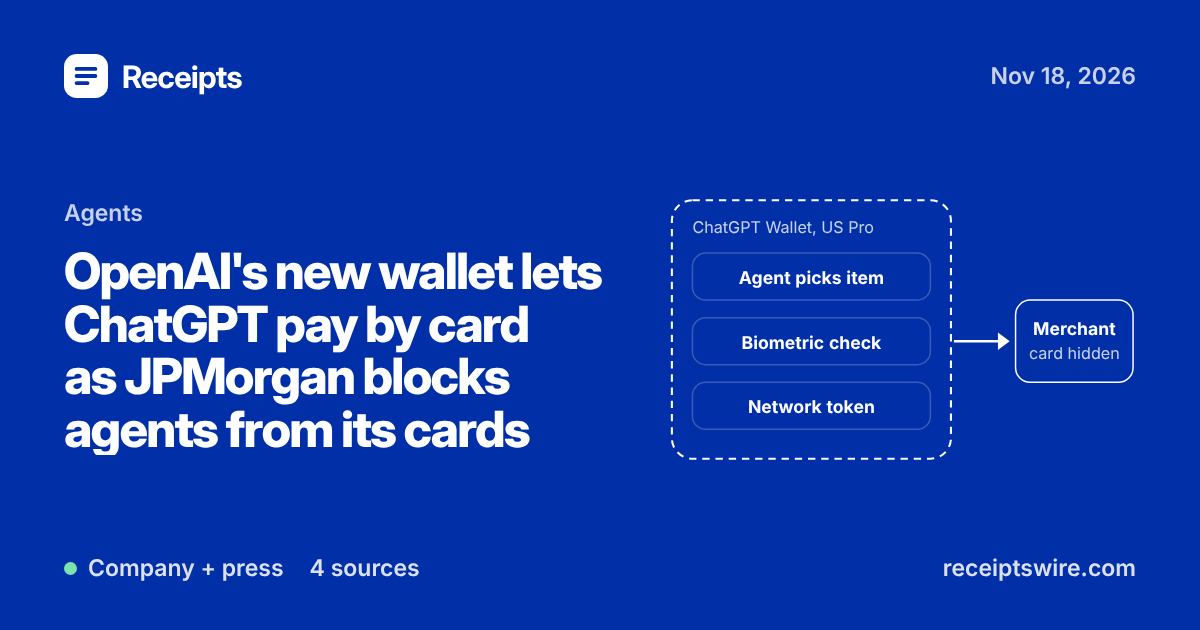 Receipts
Nov 18, 2026
Agents
OpenAI's new wallet lets
ChatGPT pay by card
as JPMorgan blocks
agents from its cards
ChatGPT Wallet, US Pro
Agent picks item
Biometric check
Network token
Merchant
card hidden
Company + press 4 sources
receiptswire.com